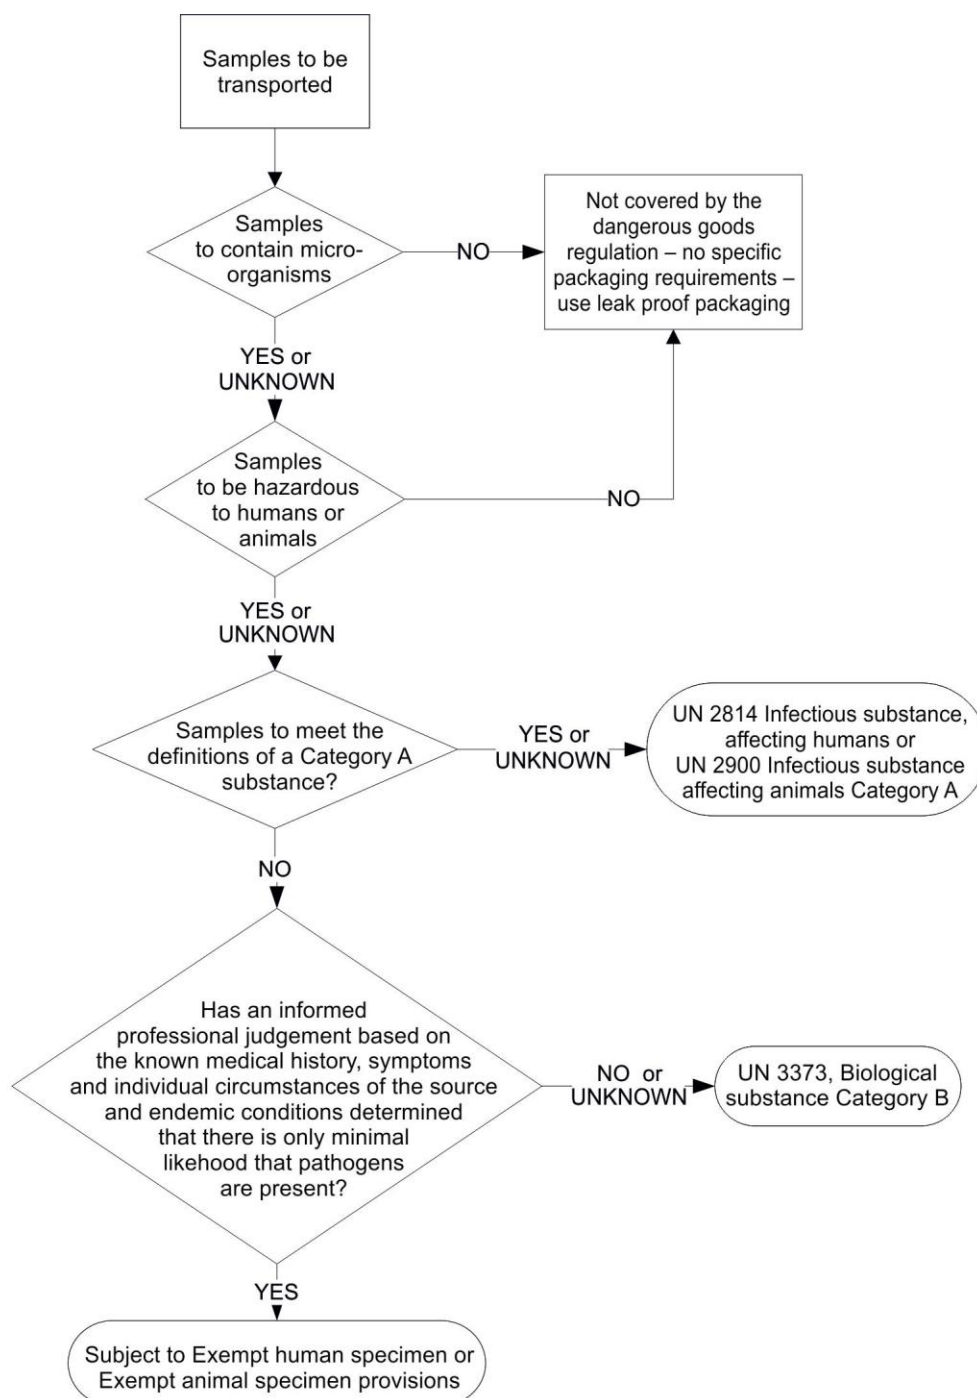 Samples to be
transported
Samples
to contain micro-
organisms
NO
Not covered by the
dangerous goods
regulation – no specific
packaging requirements –
use leak proof packaging
YES or
UNKNOWN
Samples
to be hazardous
to humans or
animals
NO
YES or
UNKNOWN
Samples to meet the
definitions of a Category A
substance?
YES or
UNKNOWN
UN 2814 Infectious substance,
affecting humans or
UN 2900 Infectious substance
affecting animals Category A
NO
Has an informed
professional judgement based on
the known medical history, symptoms
and individual circumstances of the source
and endemic conditions determined
that there is only minimal
likehood that pathogens
are present?
NO or
UNKNOWN
UN 3373, Biological
substance Category B
YES
Subject to Exempt human specimen or
Exempt animal specimen provisions